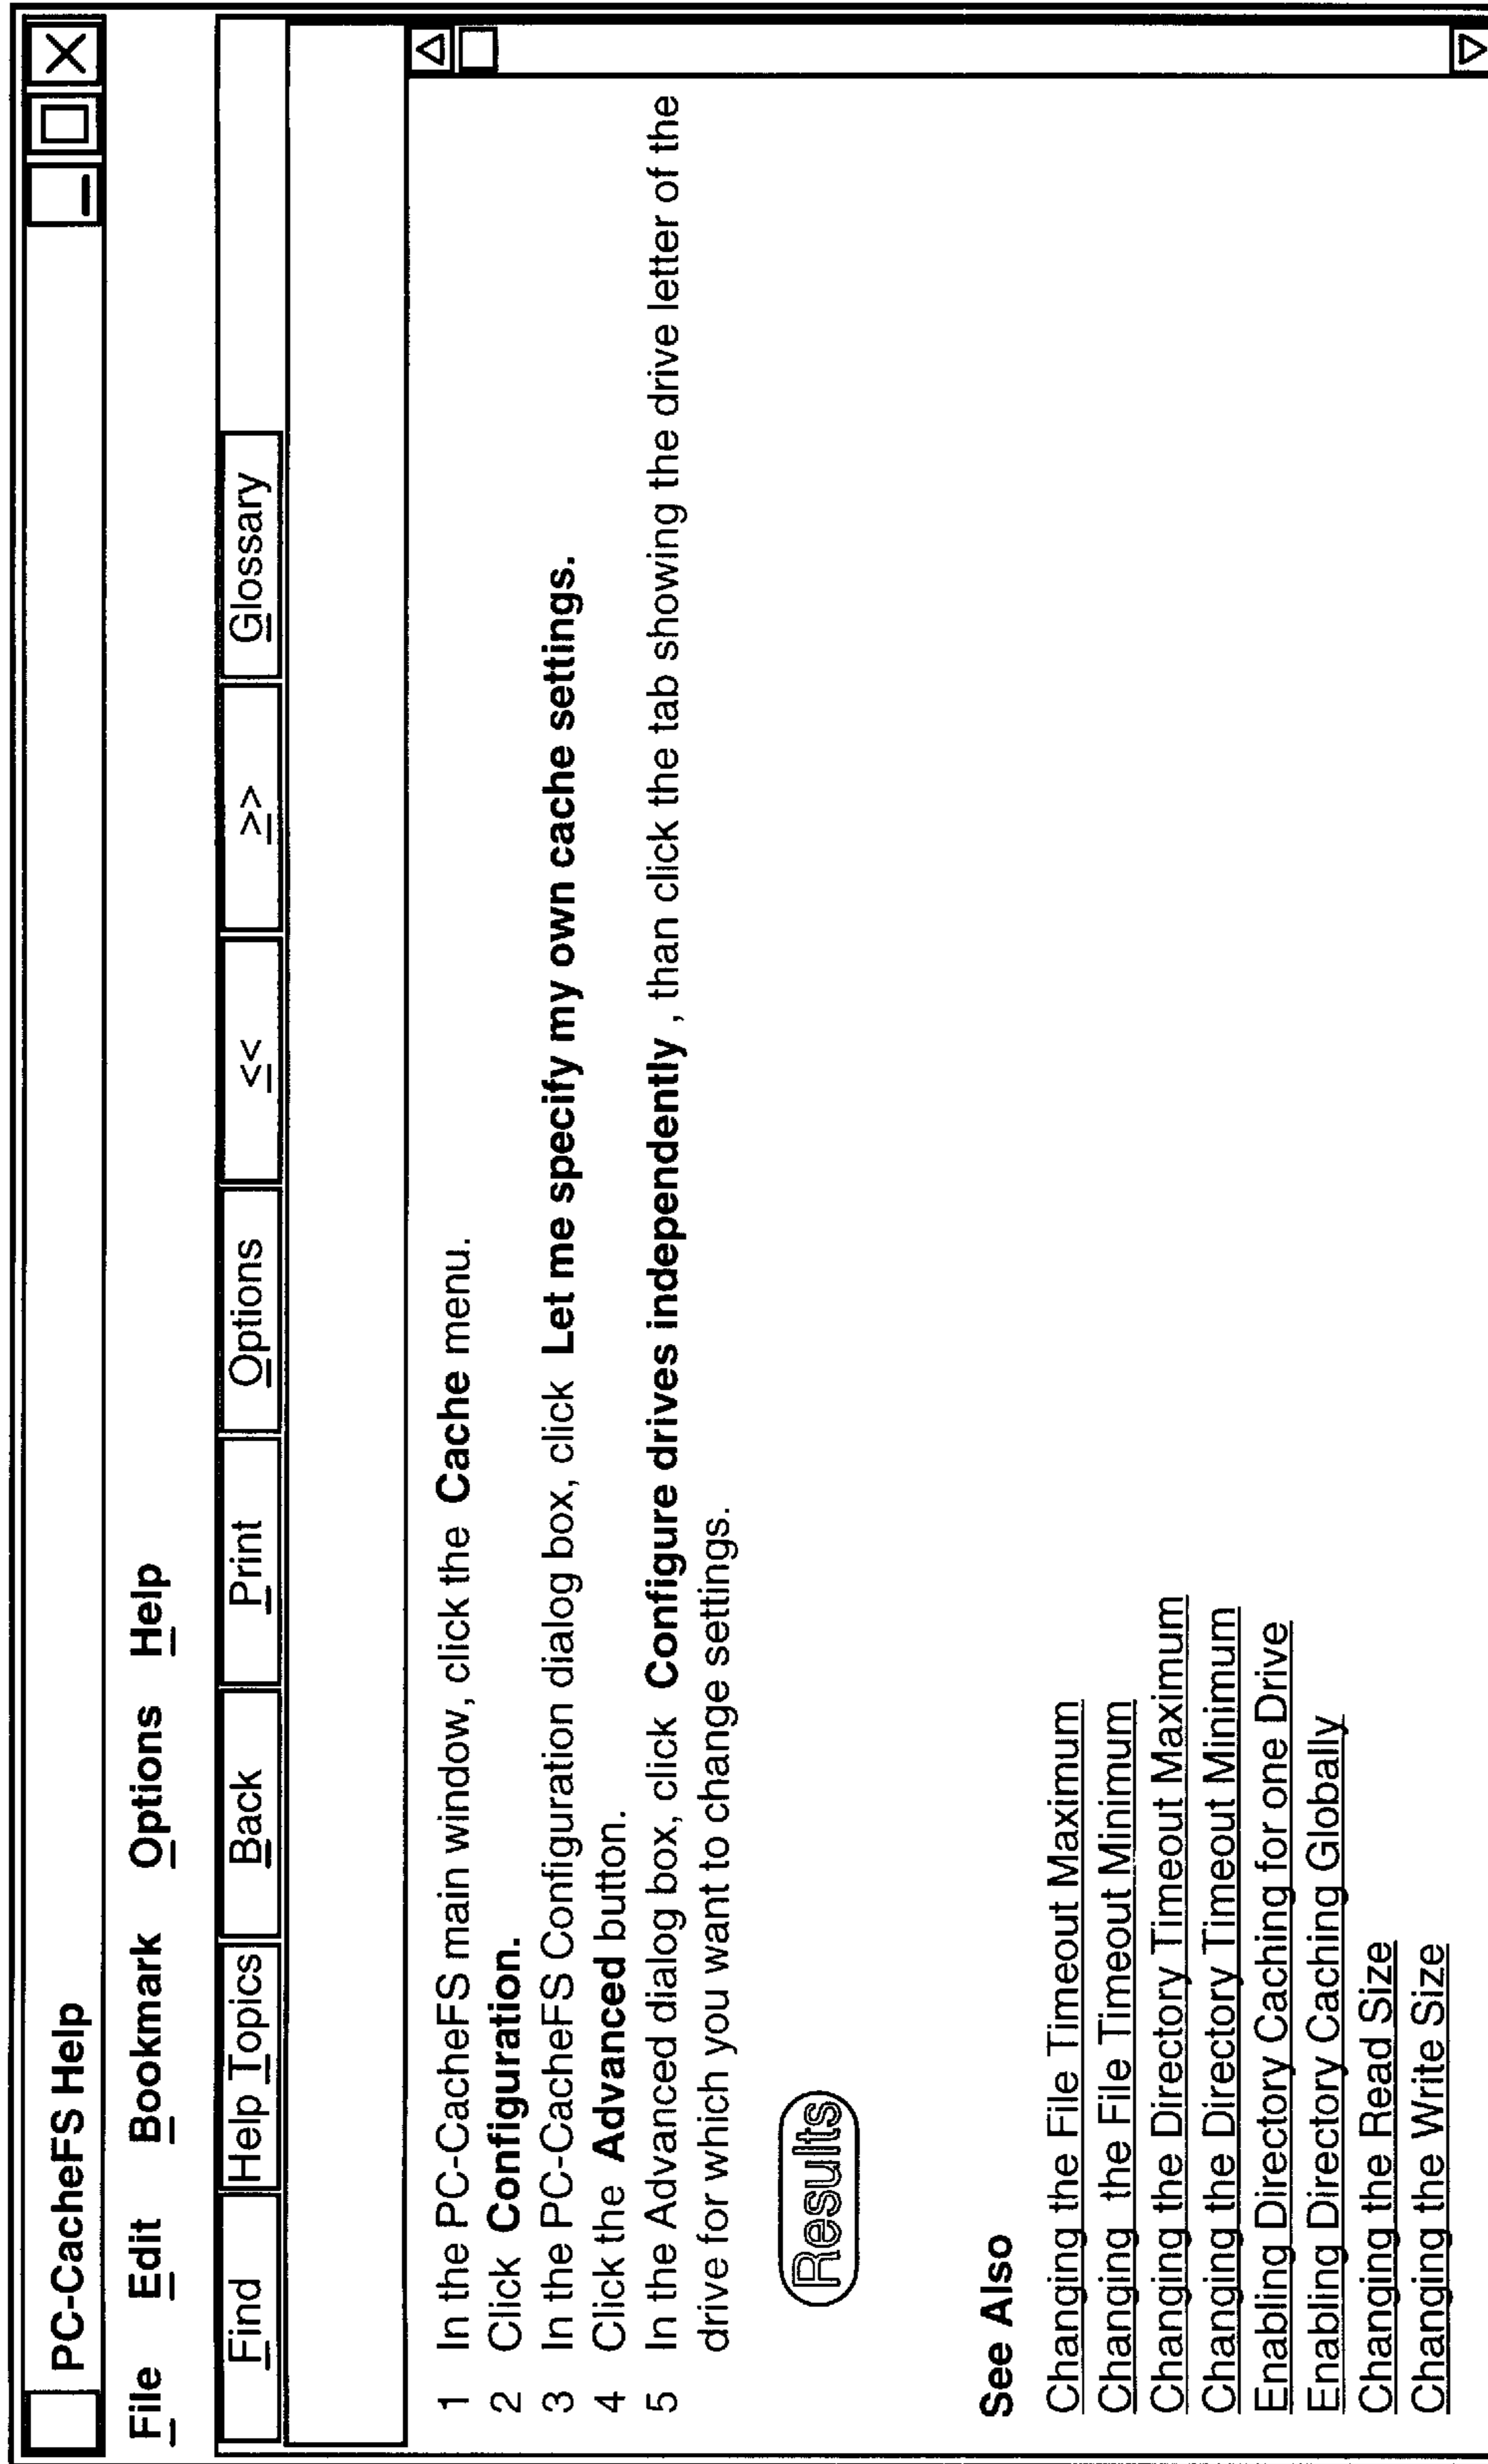 PC-CacheFS Help
File Edit Bookmark Options Help
Find Help Topics Back Print Options << >> Glossary
1 In the PC-CacheFS main window, click the Cache menu.
2 Click Configuration.
3 In the PC-CacheFS Configuration dialog box, click Let me specify my own cache settings.
4 Click the Advanced button.
5 In the Advanced dialog box, click Configure drives independently , than click the tab showing the drive letter of the
drive for which you want to change settings.
Results
See Also
Changing the File Timeout Maximum
Changing the File Timeout Minimum
Changing the Directory Timeout Maximum
Changing the Directory Timeout Minimum
Enabling Directory Caching for one Drive
Enabling Directory Caching Globally
Changing the Read Size
Changing the Write Size